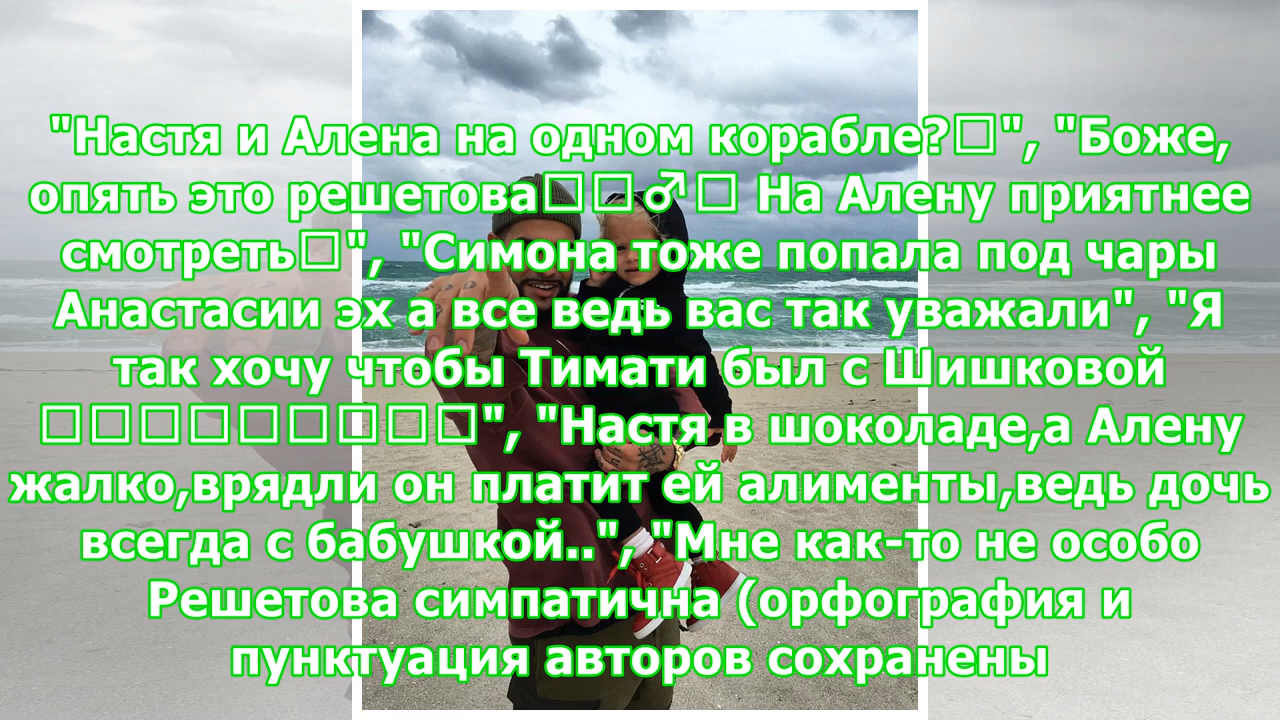 "Настя и Алена на одном корабле?□", "Боже,
опять это решетова□□♂□ На Алену приятнее
смотреть□", "Симона тоже попала под чары
Анастасии эх а все ведь вас так уважали", "Я
так хочу чтобы Тимати был с Шишковой
□□□□□□□□□", "Настя в шоколаде,а Алену
жалко,врядли он платит ей алименты,ведь дочь
всегда с бабушкой..", "Мне как-то не особо
Решетова симпатична (орфография и
пунктуация авторов сохранены